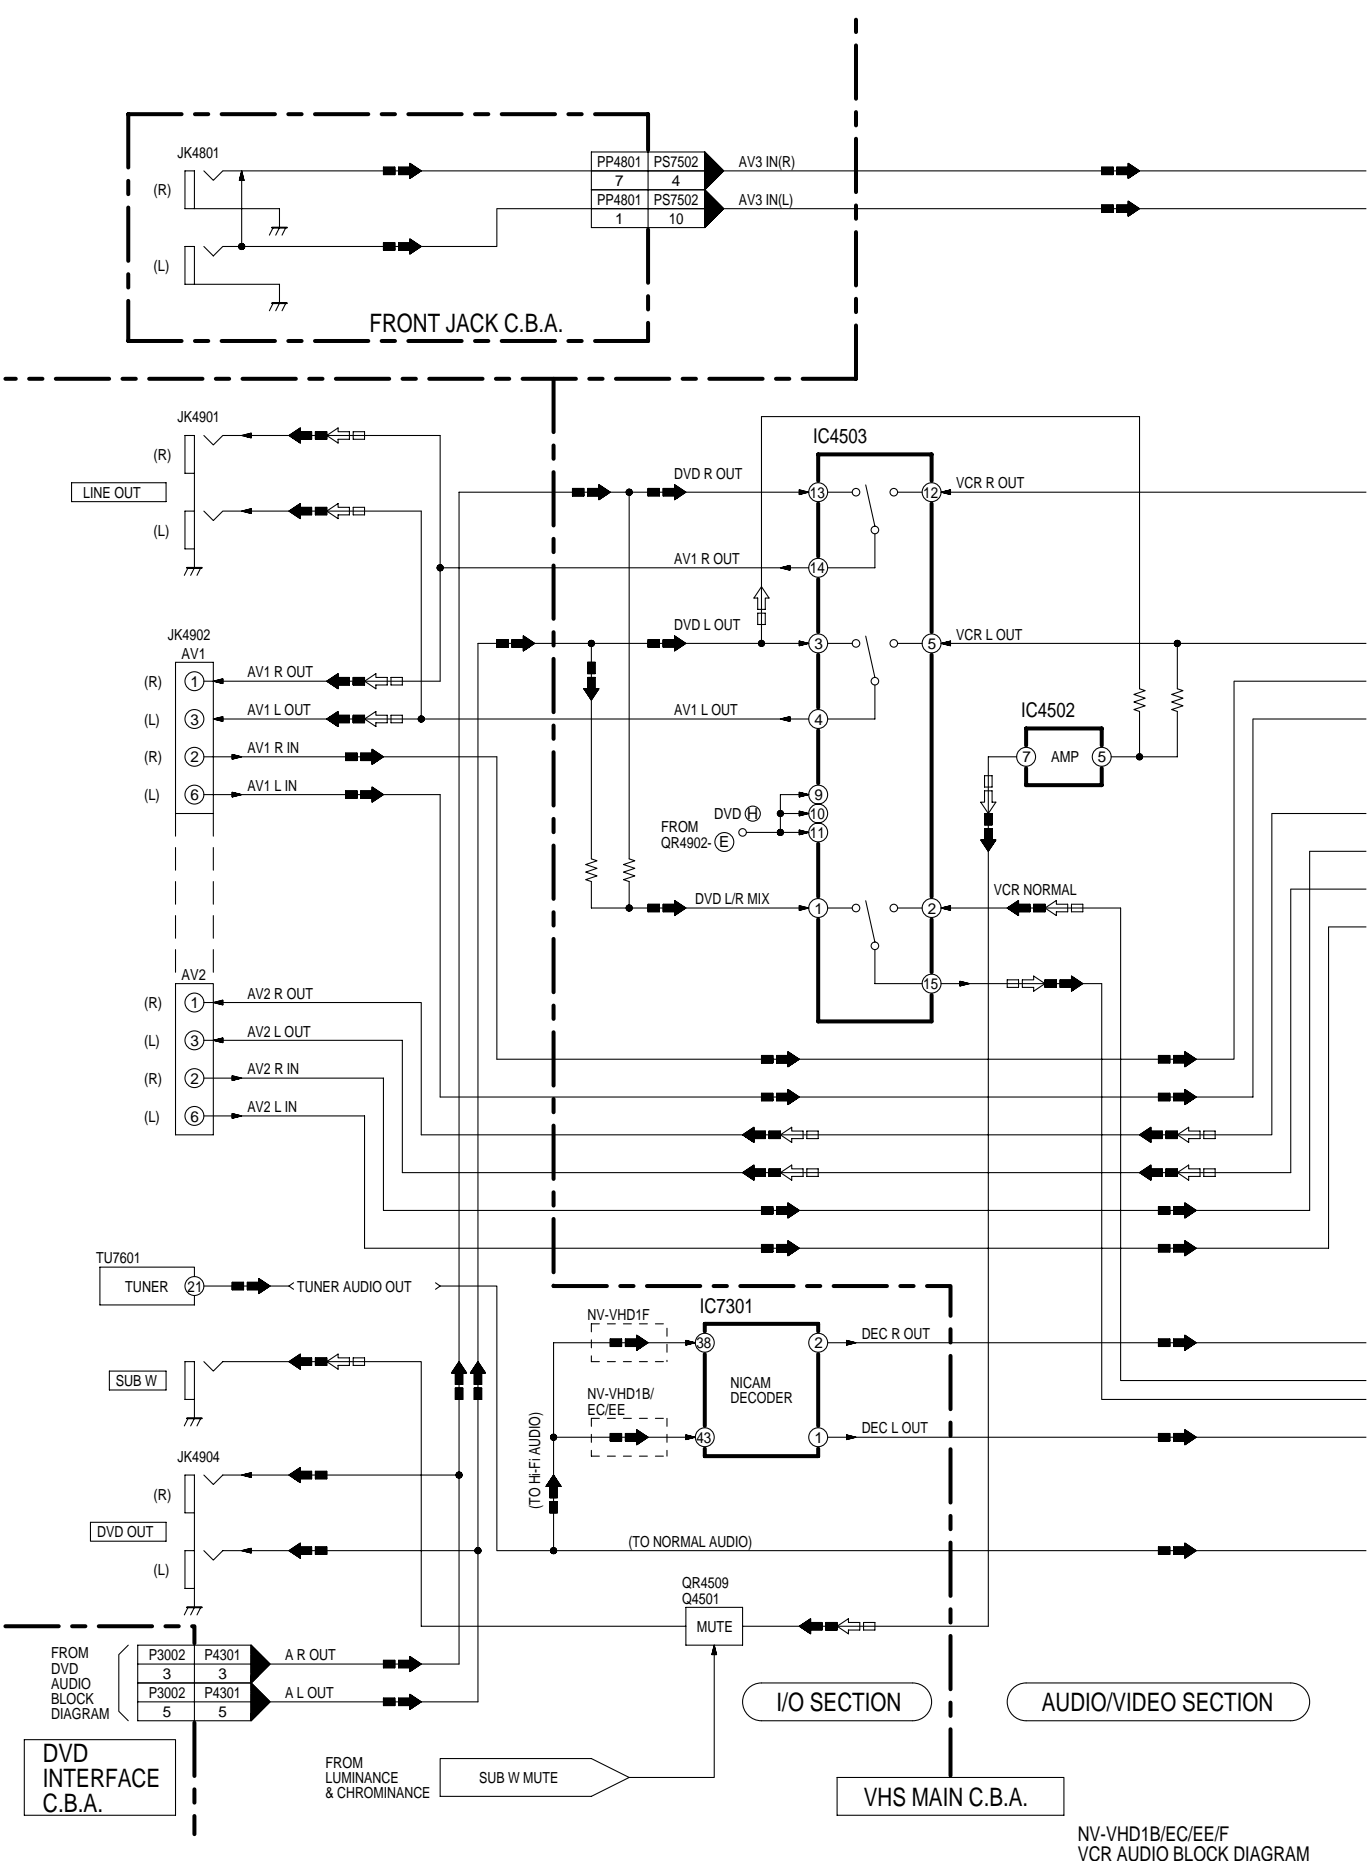 JK4801
(R)
(L)
PP4801 PS7502
7 4
PP4801 PS7502
1 10
AV3 IN(R)
AV3 IN(L)
FRONT JACK C.B.A.
JK4901
(R)
LINE OUT
(L)
JK4902
AV1
(R) 1 AV1 R OUT
(L) 3 AV1 L OUT
(R) 2 AV1 R IN
(L) 6 AV1 L IN
AV2
(R) 1 AV2 R OUT
(L) 3 AV2 L OUT
(R) 2 AV2 R IN
(L) 6 AV2 L IN
IC4503
DVD R OUT
13
12
VCR R OUT
AV1 R OUT
14
DVD L OUT
3
5
VCR L OUT
AV1 L OUT
4
9
DVD H
10
11
FROM
QR4902- E
DVD L/R MIX
1
2
VCR NORMAL
15
IC4502
7 AMP 5
TU7601
TUNER 21
TUNER AUDIO OUT
SUB W
JK4904
(R)
DVD OUT
(L)
IC7301
NV-VHD1F
38
2
DEC R OUT
NICAM
DECODER
NV-VHD1B/
EC/EE
43
1
DEC L OUT
(TO Hi-Fi AUDIO)
(TO NORMAL AUDIO)
QR4509
Q4501
MUTE
FROM
DVD
AUDIO
BLOCK
DIAGRAM
P3002 P4301
3 3
P3002 P4301
5 5
A R OUT
A L OUT
DVD
INTERFACE
C.B.A.
FROM
LUMINANCE
& CHROMINANCE
SUB W MUTE
I/O SECTION
AUDIO/VIDEO SECTION
VHS MAIN C.B.A.
NV-VHD1B/EC/EE/F
VCR AUDIO BLOCK DIAGRAM